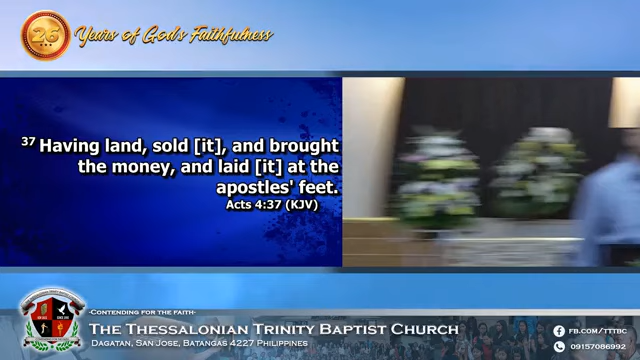 26
Years of God's Faithfulness
37 Having land, sold [it], and brought
the money, and laid [it] at the
apostles' feet.
Acts 4:37 (KJV)
-Contending for the faith-
The Thessalonian Trinity Baptist Church
Dagatan, San Jose, Batangas 4227 Philippines
FB.COM/TTTBC
09157086992